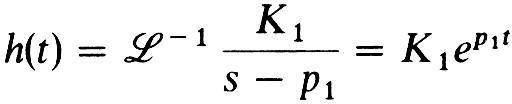 h(t) = ℒ⁻¹ K₁/(s − p₁) = K₁e^{p₁t}